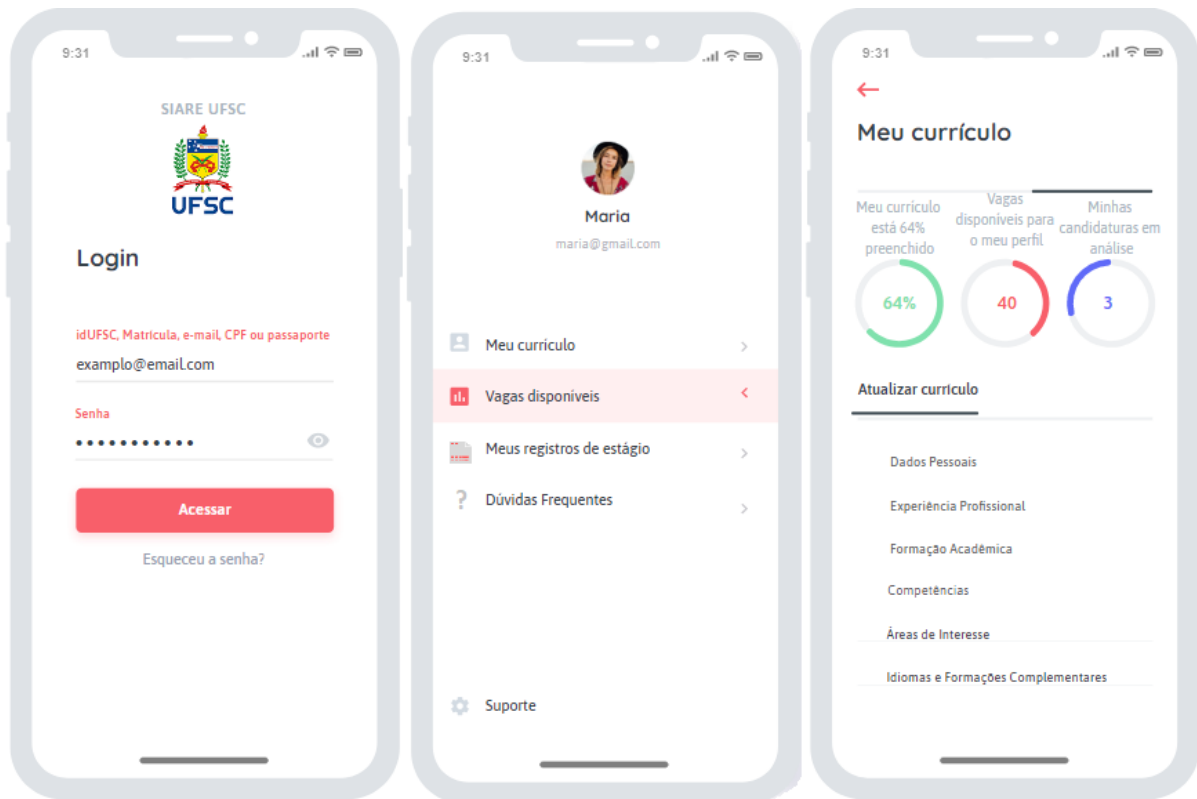 9:31
SIARE UFSC
UFSC
Login
idUFSC, Matrícula, e-mail, CPF ou passaporte
examplo@email.com
Senha
Acessar
Esqueceu a senha?
9:31
Maria
maria@gmail.com
Meu currículo
Vagas disponíveis
Meus registros de estágio
Dúvidas Frequentes
Suporte
9:31
Meu currículo
Meu currículo
está 64%
preenchido
Vagas
disponíveis para
o meu perfil
Minhas
candidaturas em
análise
64%
40
3
Atualizar currículo
Dados Pessoais
Experiência Profissional
Formação Acadêmica
Competências
Áreas de Interesse
Idiomas e Formações Complementares